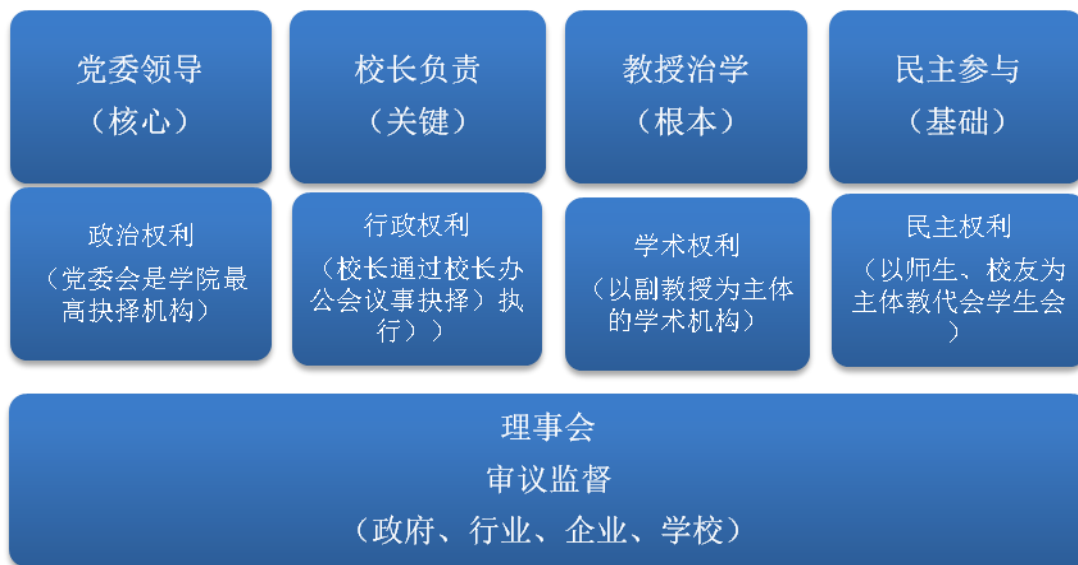 党委领导
（核心）
校长负责
（关键）
教授治学
（根本）
民主参与
（基础）
政治权利
（党委会是学院最
高抉择机构）
行政权利
（校长通过校长办
公会议事抉择）执
行））
学术权利
（以副教授为主体
的学术机构）
民主权利
（以师生、校友为
主体教代会学生会
）
理事会
审议监督
（政府、行业、企业、学校）